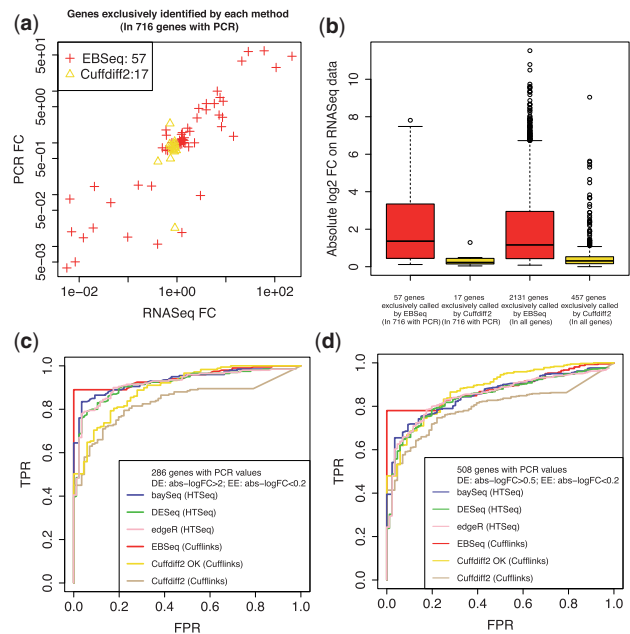 (a)
Genes exclusively identified by each method
(In 716 genes with PCR)
EBSeq: 57
Cuffdiff2:17
PCR FC
5e+01
5e+00
5e-01
5e-02
5e-03
1e-02
1e+00
1e+02
RNASeq FC
(b)
Absolute log2 FC on RNASeq data
10
8
6
4
2
0
57 genes
exclusively called
by EBSeq
(In 716 with PCR)
17 genes
exclusively called
by Cuffdiff2
(In 716 with PCR)
2131 genes
exclusively called
by EBSeq
(In all genes)
457 genes
exclusively called
by Cuffdiff2
(In all genes)
(c)
TPR
1.0
0.8
0.6
0.4
0.2
0.0
286 genes with PCR values
DE: abs-logFC>2; EE: abs-logFC<0.2
baySeq (HTSeq)
DESeq (HTSeq)
edgeR (HTSeq)
EBSeq (Cufflinks)
Cuffdiff2 OK (Cufflinks)
Cuffdiff2 (Cufflinks)
0.0 0.2 0.4 0.6 0.8 1.0
FPR
(d)
TPR
1.0
0.8
0.6
0.4
0.2
0.0
508 genes with PCR values
DE: abs-logFC>0.5; EE: abs-logFC<0.2
baySeq (HTSeq)
DESeq (HTSeq)
edgeR (HTSeq)
EBSeq (Cufflinks)
Cuffdiff2 OK (Cufflinks)
Cuffdiff2 (Cufflinks)
0.0 0.2 0.4 0.6 0.8 1.0
FPR